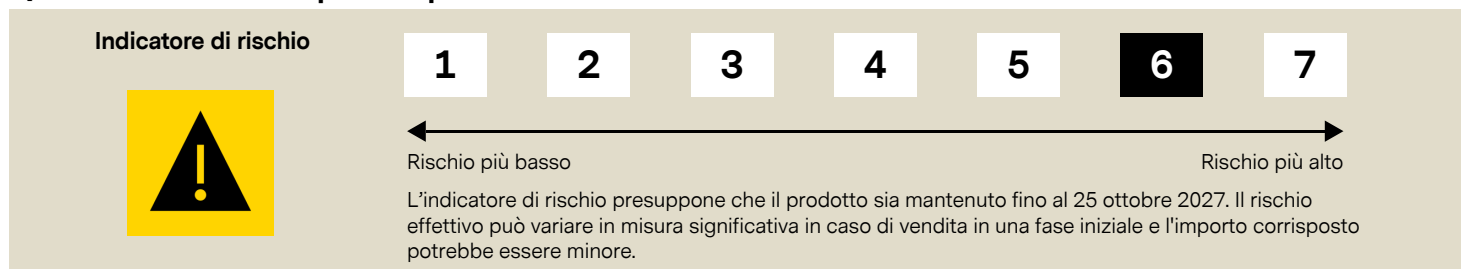 Indicatore di rischio
1 2 3 4 5 6 7
Rischio più basso Rischio più alto
L'indicatore di rischio presuppone che il prodotto sia mantenuto fino al 25 ottobre 2027. Il rischio
effettivo può variare in misura significativa in caso di vendita in una fase iniziale e l'importo corrisposto
potrebbe essere minore.